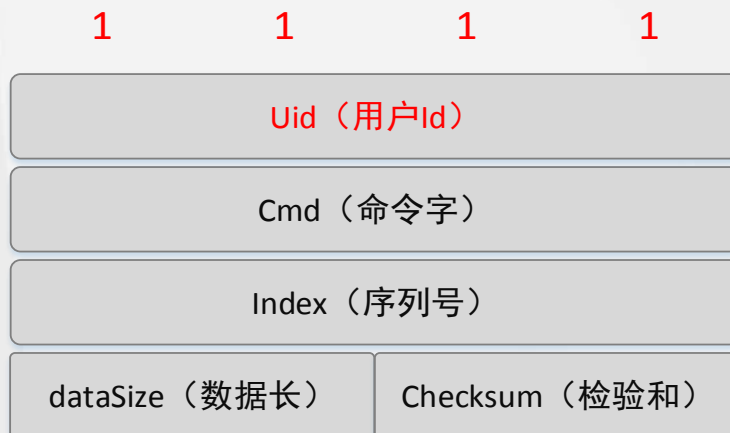 1 1 1 1
Uid（用户Id）
Cmd（命令字）
Index（序列号）
dataSize（数据长） Checksum（检验和）